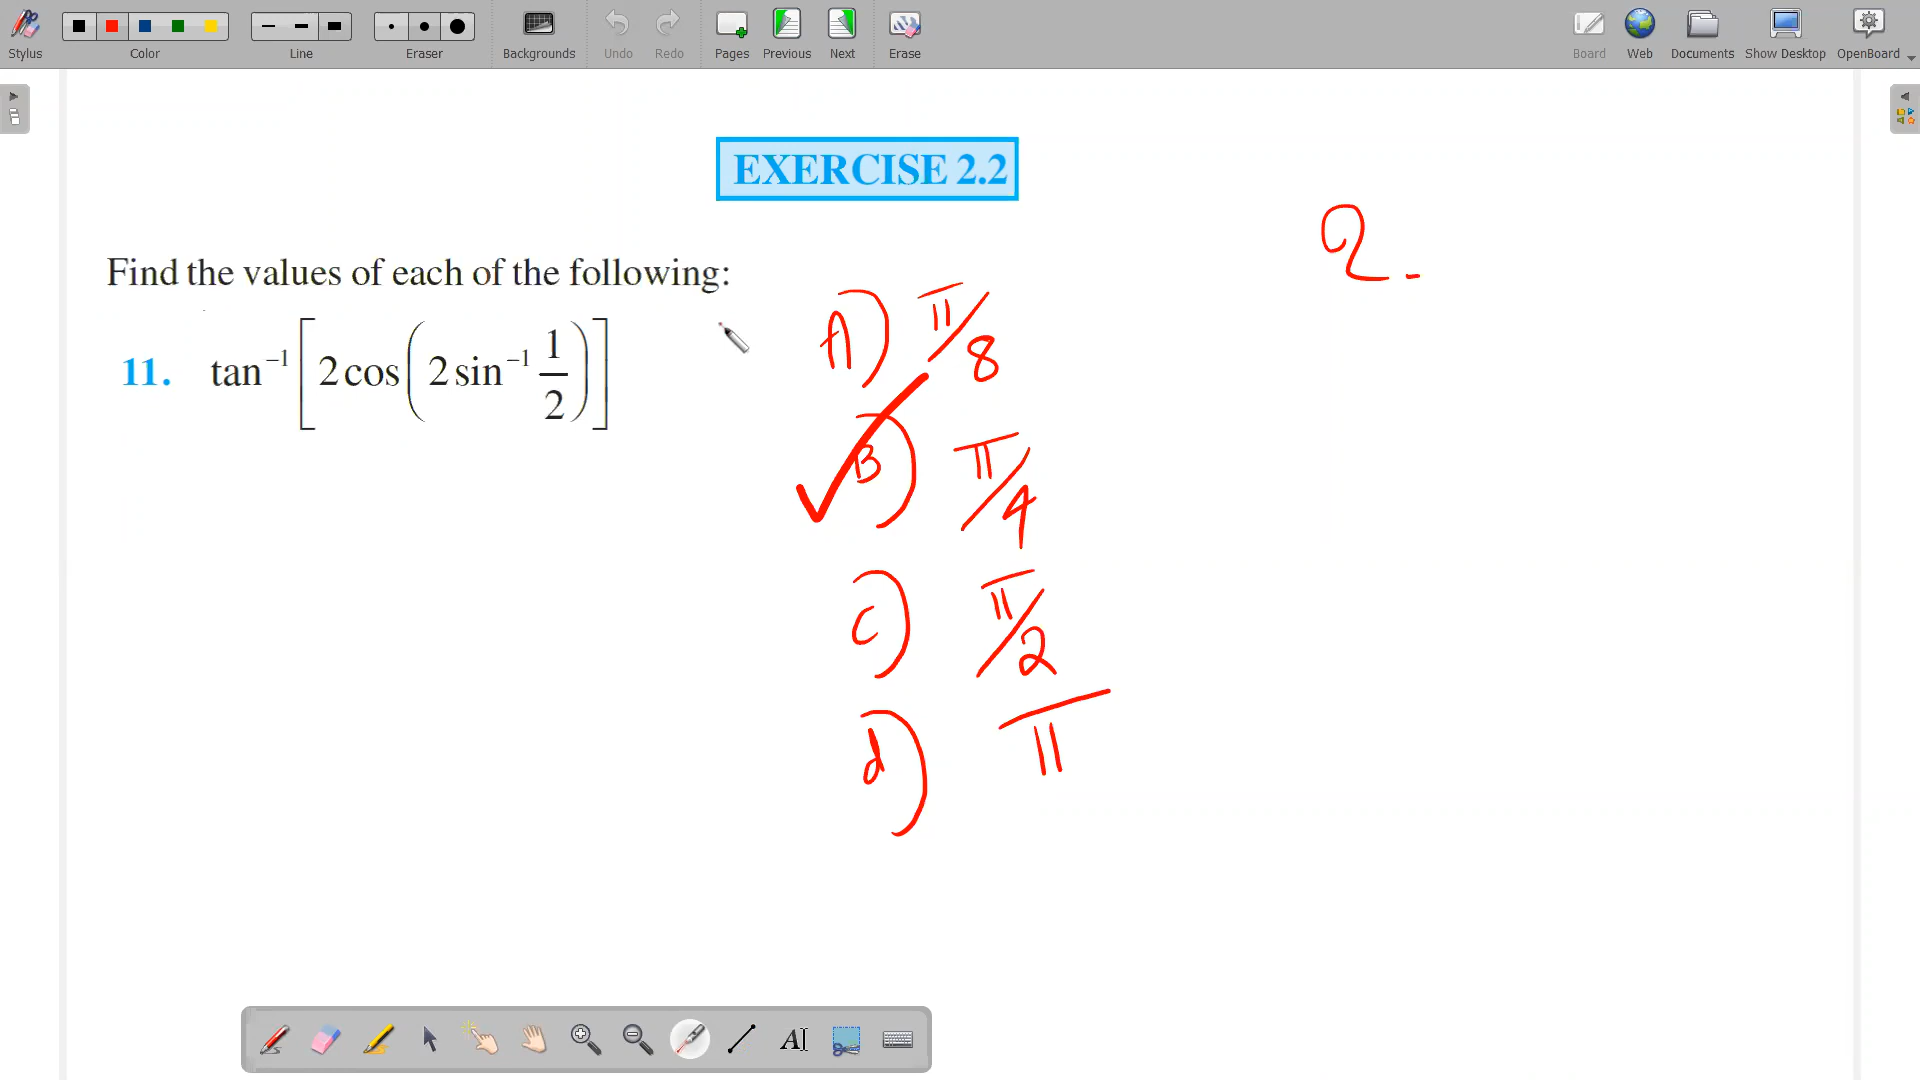 Stylus Color Line Eraser Backgrounds Undo Redo Pages Previous Next Erase Board Web Documents Show Desktop OpenBoard
EXERCISE 2.2
2.
Find the values of each of the following:
11. tan⁻¹ [2 cos (2 sin⁻¹ 1/2)]
A) π/8
B) π/4
C) π/2
d) π
AI